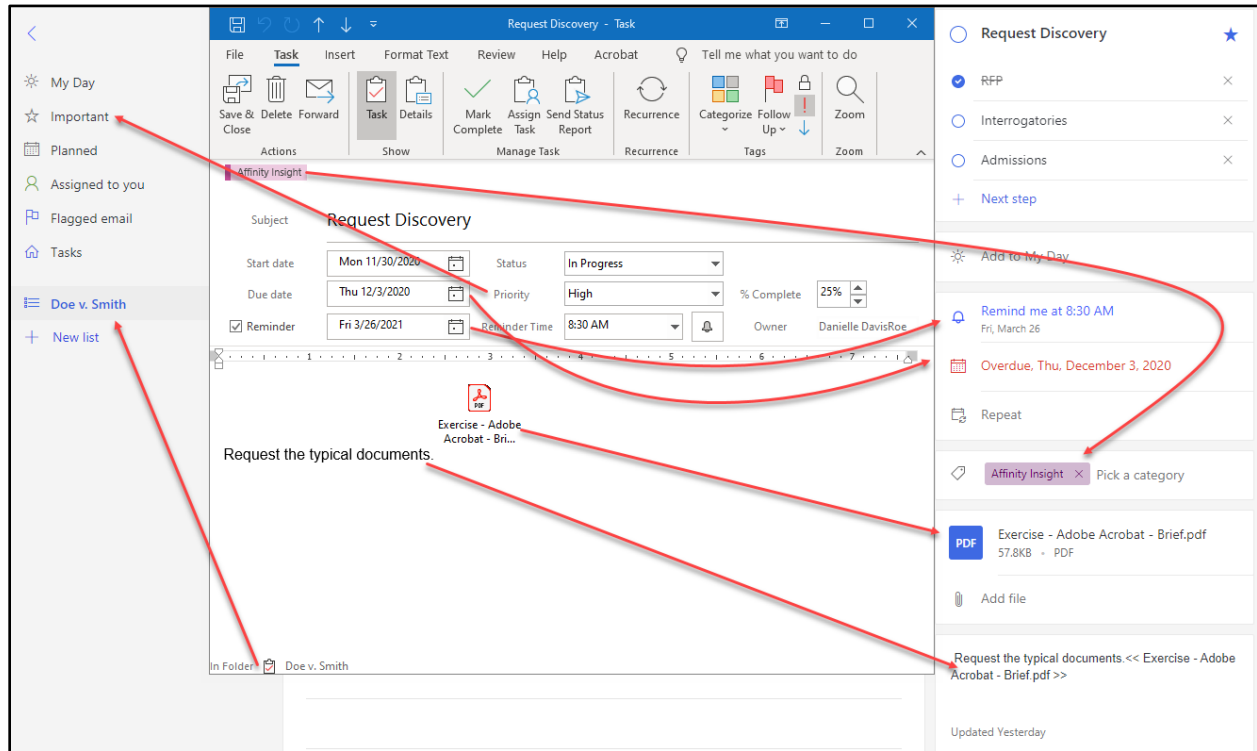 My Day
Important
Planned
Assigned to you
Flagged email
Tasks
Doe v. Smith
New list
Request Discovery - Task
File Task Insert Format Text Review Help Acrobat Tell me what you want to do
Save & Close
Delete
Forward
Actions
Task
Details
Show
Mark Complete
Assign Task
Send Status Report
Manage Task
Recurrence
Recurrence
Categorize
Follow Up
Tags
Zoom
Zoom
Affinity Insight
Subject Request Discovery
Start date Mon 11/30/2020 Status In Progress
Due date Thu 12/3/2020 Priority High % Complete 25%
Reminder Fri 3/26/2021 Reminder Time 8:30 AM Owner Danielle DavisRoe
1 2 3 4 5 6 7
PDF
Exercise - Adobe
Acrobat - Bri...
Request the typical documents.
In Folder Doe v. Smith
Request Discovery
RFP
Interrogatories
Admissions
Next step
Add to My Day
Remind me at 8:30 AM
Fri, March 26
Overdue, Thu, December 3, 2020
Repeat
Affinity Insight × Pick a category
PDF
Exercise - Adobe Acrobat - Brief.pdf
57.8KB • PDF
Add file
Request the typical documents.<< Exercise - Adobe
Acrobat - Brief.pdf >>
Updated Yesterday